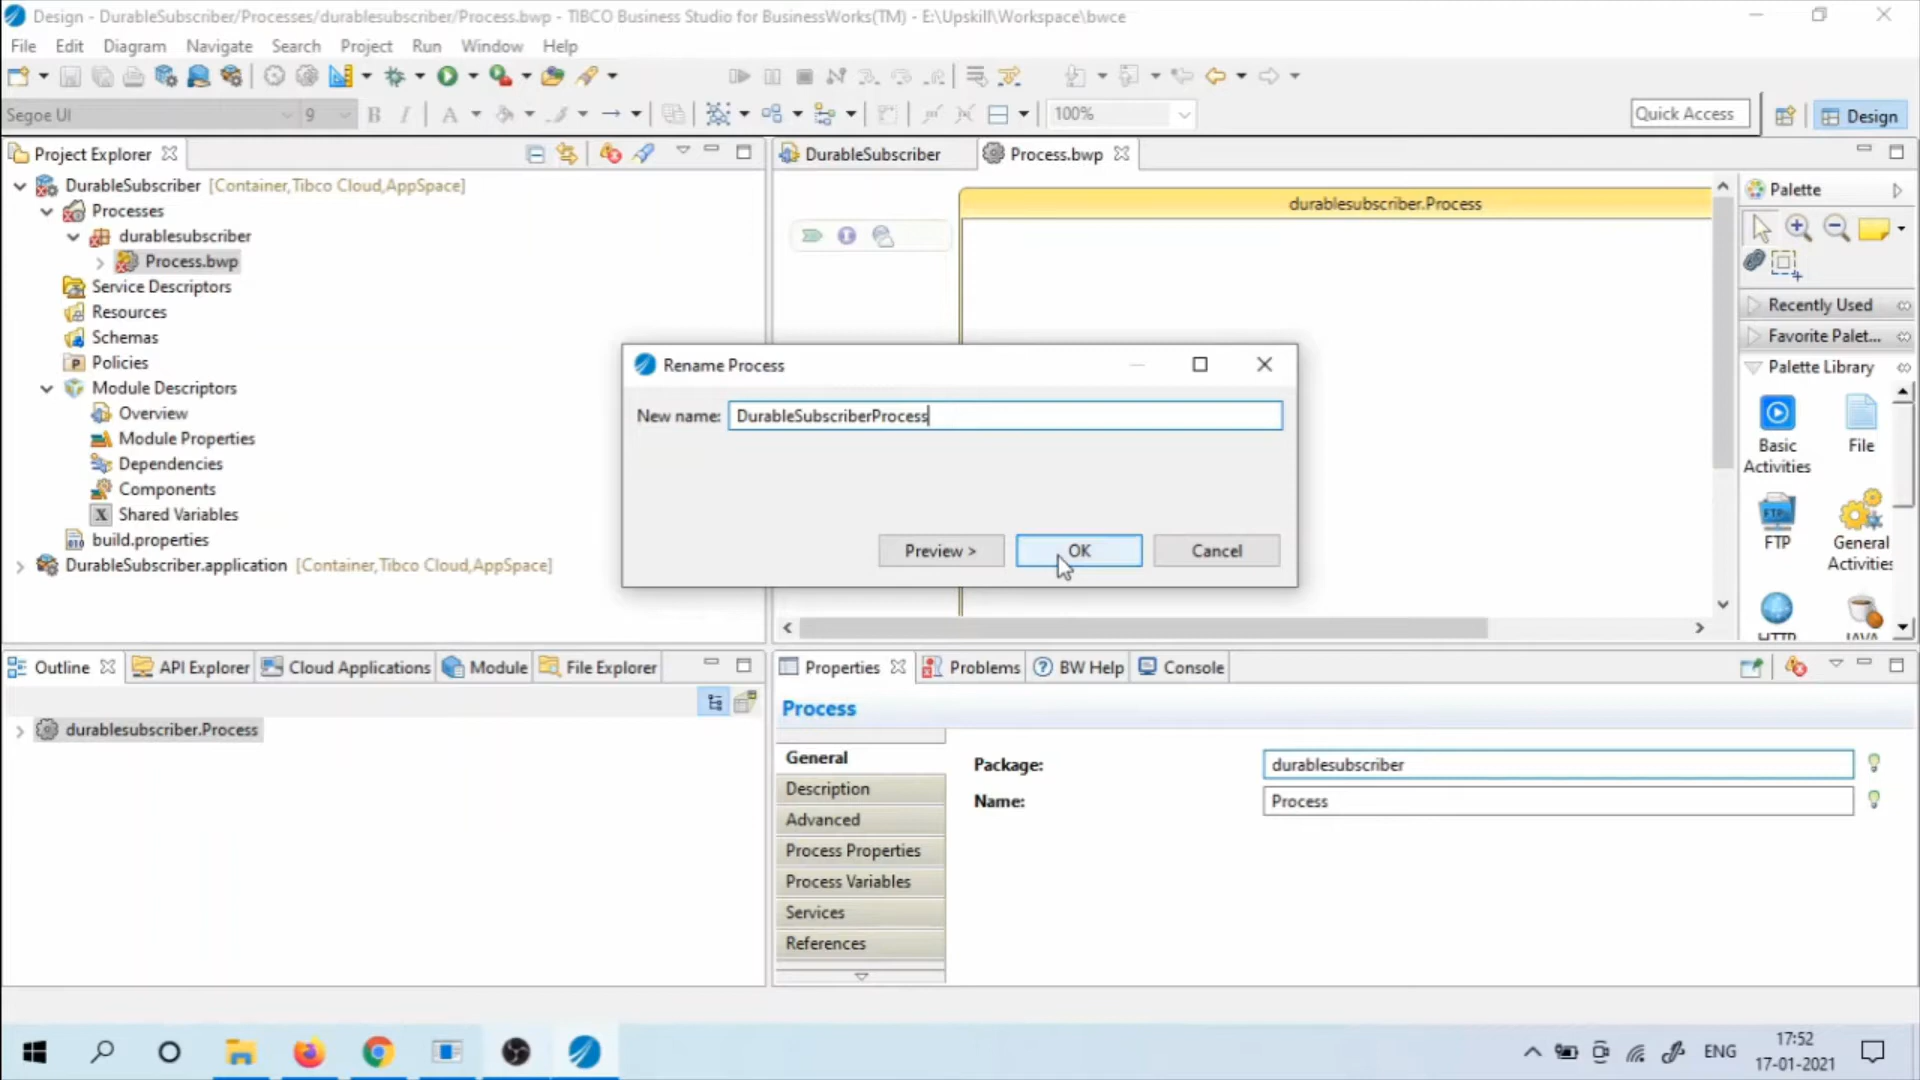 Design - DurableSubscriber/Processes/durablesubscriber/Process.bwp - TIBCO Business Studio for BusinessWorks(TM) - E:\Upskill\Workspace\bwce
File Edit Diagram Navigate Search Project Run Window Help
Segoe UI 9 B I A 100% Quick Access Design
Project Explorer
DurableSubscriber [Container,Tibco Cloud,AppSpace]
Processes
durablesubscriber
Process.bwp
Service Descriptors
Resources
Schemas
Policies
Module Descriptors
Overview
Module Properties
Dependencies
Components
Shared Variables
build.properties
DurableSubscriber.application [Container,Tibco Cloud,AppSpace]
DurableSubscriber Process.bwp
durablesubscriber.Process
Palette
Recently Used
Favorite Palet...
Palette Library
Basic Activities
File
FTP
General Activities
HTTP
JAVA
Rename Process
New name: DurableSubscriberProcess
Preview > OK Cancel
Outline API Explorer Cloud Applications Module File Explorer
durablesubscriber.Process
Properties Problems BW Help Console
Process
General
Description
Advanced
Process Properties
Process Variables
Services
References
Package: durablesubscriber
Name: Process
ENG
17:52
17-01-2021